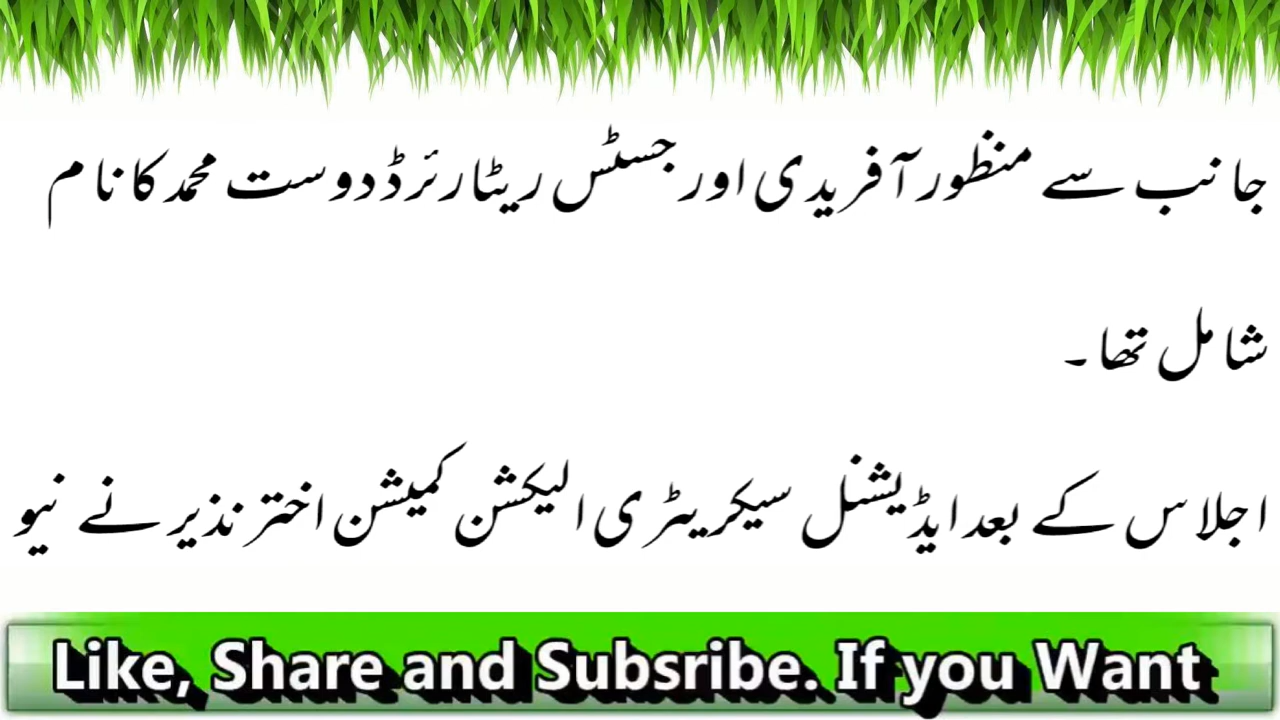 جانب سے منظور آفریدی اور جسٹس ریٹارئرڈ دوست محمد کا نام
شامل تھا۔
اجلاس کے بعد ایڈیشنل سیکریٹری الیکشن کمیشن اختر نذیر نے نیو
Like, Share and Subsribe. If you Want